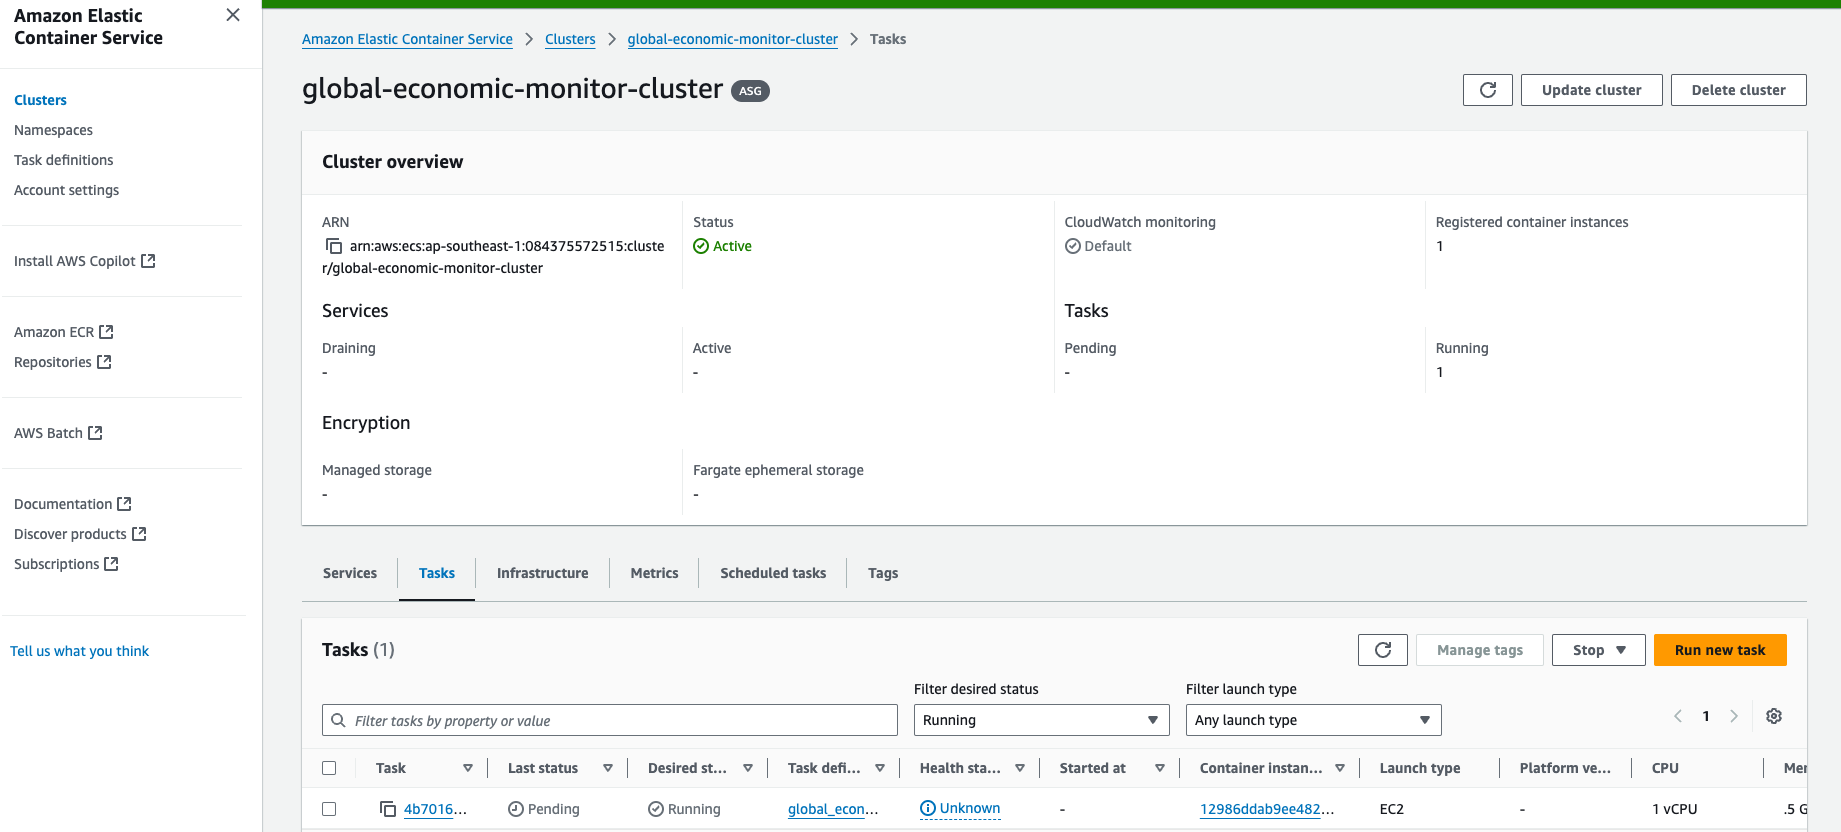 Amazon Elastic
Container Service
Clusters
Namespaces
Task definitions
Account settings
Install AWS Copilot
Amazon ECR
Repositories
AWS Batch
Documentation
Discover products
Subscriptions
Tell us what you think
Amazon Elastic Container Service > Clusters > global-economic-monitor-cluster > Tasks
global-economic-monitor-cluster ASG
Update cluster Delete cluster
Cluster overview
ARN Status CloudWatch monitoring Registered container instances
arn:aws:ecs:ap-southeast-1:084375572515:cluste Active Default 1
r/global-economic-monitor-cluster
Services Tasks
Draining Active Pending Running
- - - 1
Encryption
Managed storage Fargate ephemeral storage
- -
Services Tasks Infrastructure Metrics Scheduled tasks Tags
Tasks (1) Manage tags Stop Run new task
Filter desired status Filter launch type
Filter tasks by property or value Running Any launch type 1
Task Last status Desired st... Task defi... Health sta... Started at Container instan... Launch type Platform ve... CPU Mer
4b7016... Pending Running global_econ... Unknown - 12986ddab9ee482... EC2 - 1 vCPU .5 G